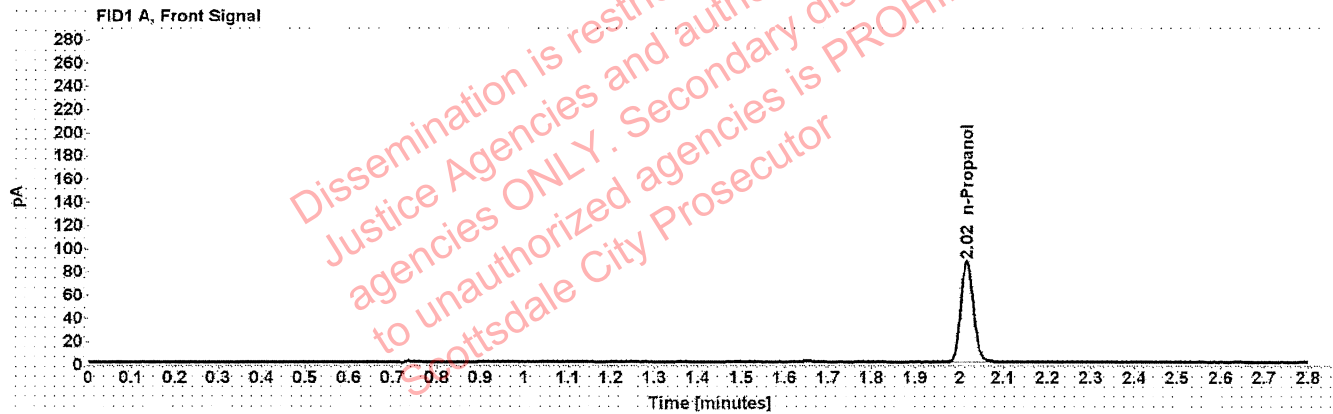 FID1 A, Front Signal
280
260
240
220
200
180
160
140
120
100
80
60
40
20
0
pA
2.02 n-Propanol
0 0.1 0.2 0.3 0.4 0.5 0.6 0.7 0.8 0.9 1 1.1 1.2 1.3 1.4 1.5 1.6 1.7 1.8 1.9 2 2.1 2.2 2.3 2.4 2.5 2.6 2.7 2.8
Time [minutes]
Dissemination is
Justice Agencies and
agencies ONLY. Secondary
to unauthorized agencies is
Scottsdale City Prosecutor